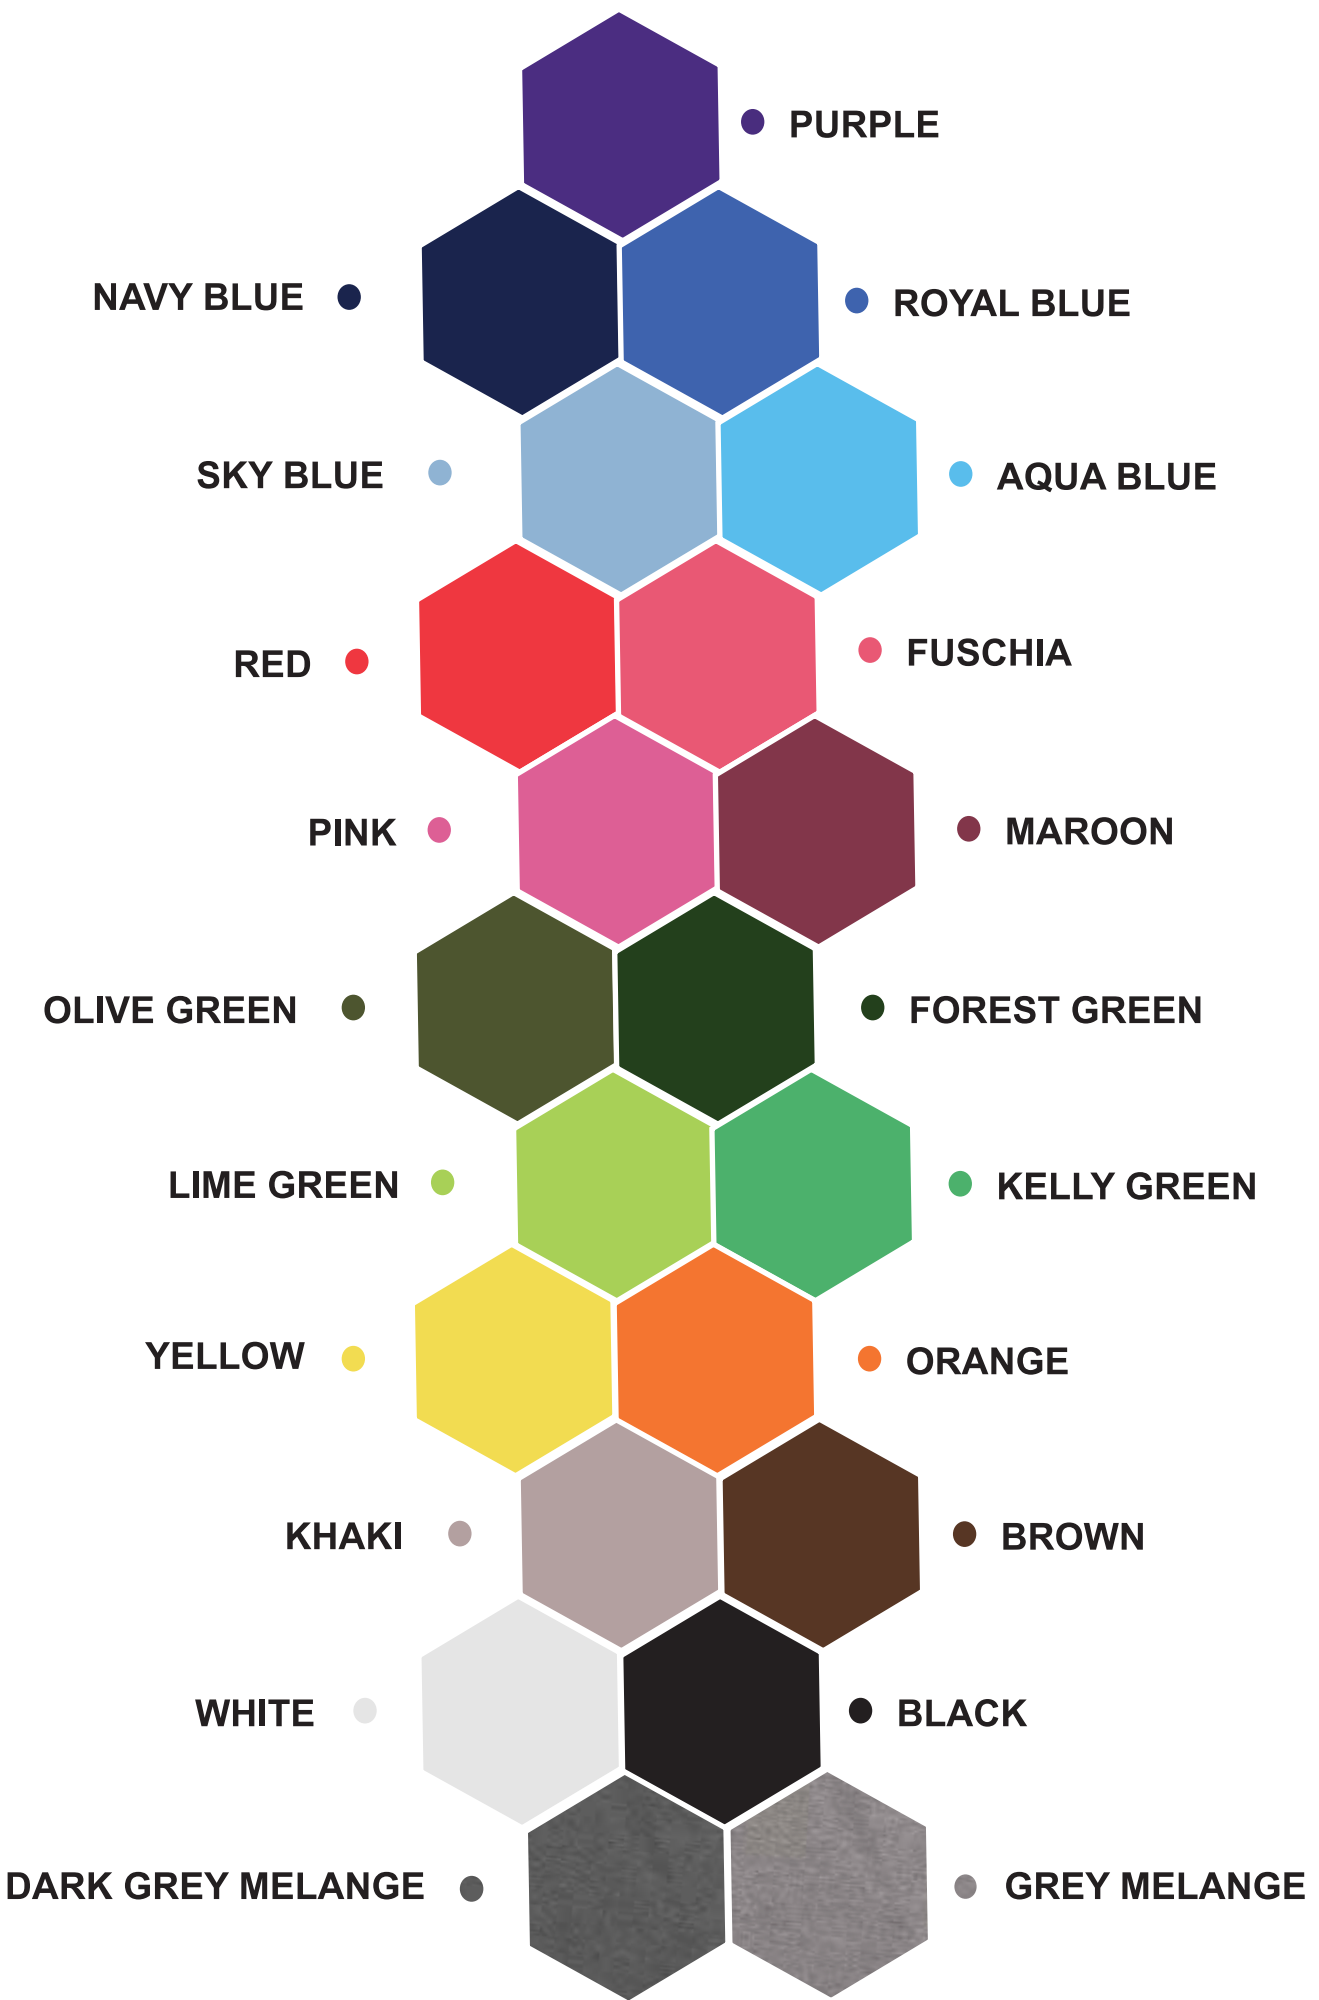 PURPLE
NAVY BLUE
ROYAL BLUE
SKY BLUE
AQUA BLUE
RED
FUSCHIA
PINK
MAROON
OLIVE GREEN
FOREST GREEN
LIME GREEN
KELLY GREEN
YELLOW
ORANGE
KHAKI
BROWN
WHITE
BLACK
DARK GREY MELANGE
GREY MELANGE